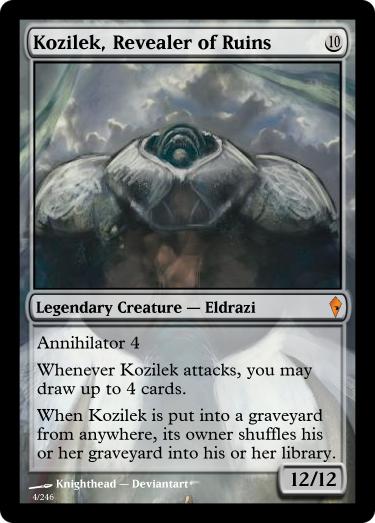 Kozilek, Revealer of Ruins
10
Legendary Creature — Eldrazi
Annihilator 4
Whenever Kozilek attacks, you may
draw up to 4 cards.
When Kozilek is put into a graveyard
from anywhere, its owner shuffles his
or her graveyard into his or her library.
12/12
Knighthead — Deviantart
4/246